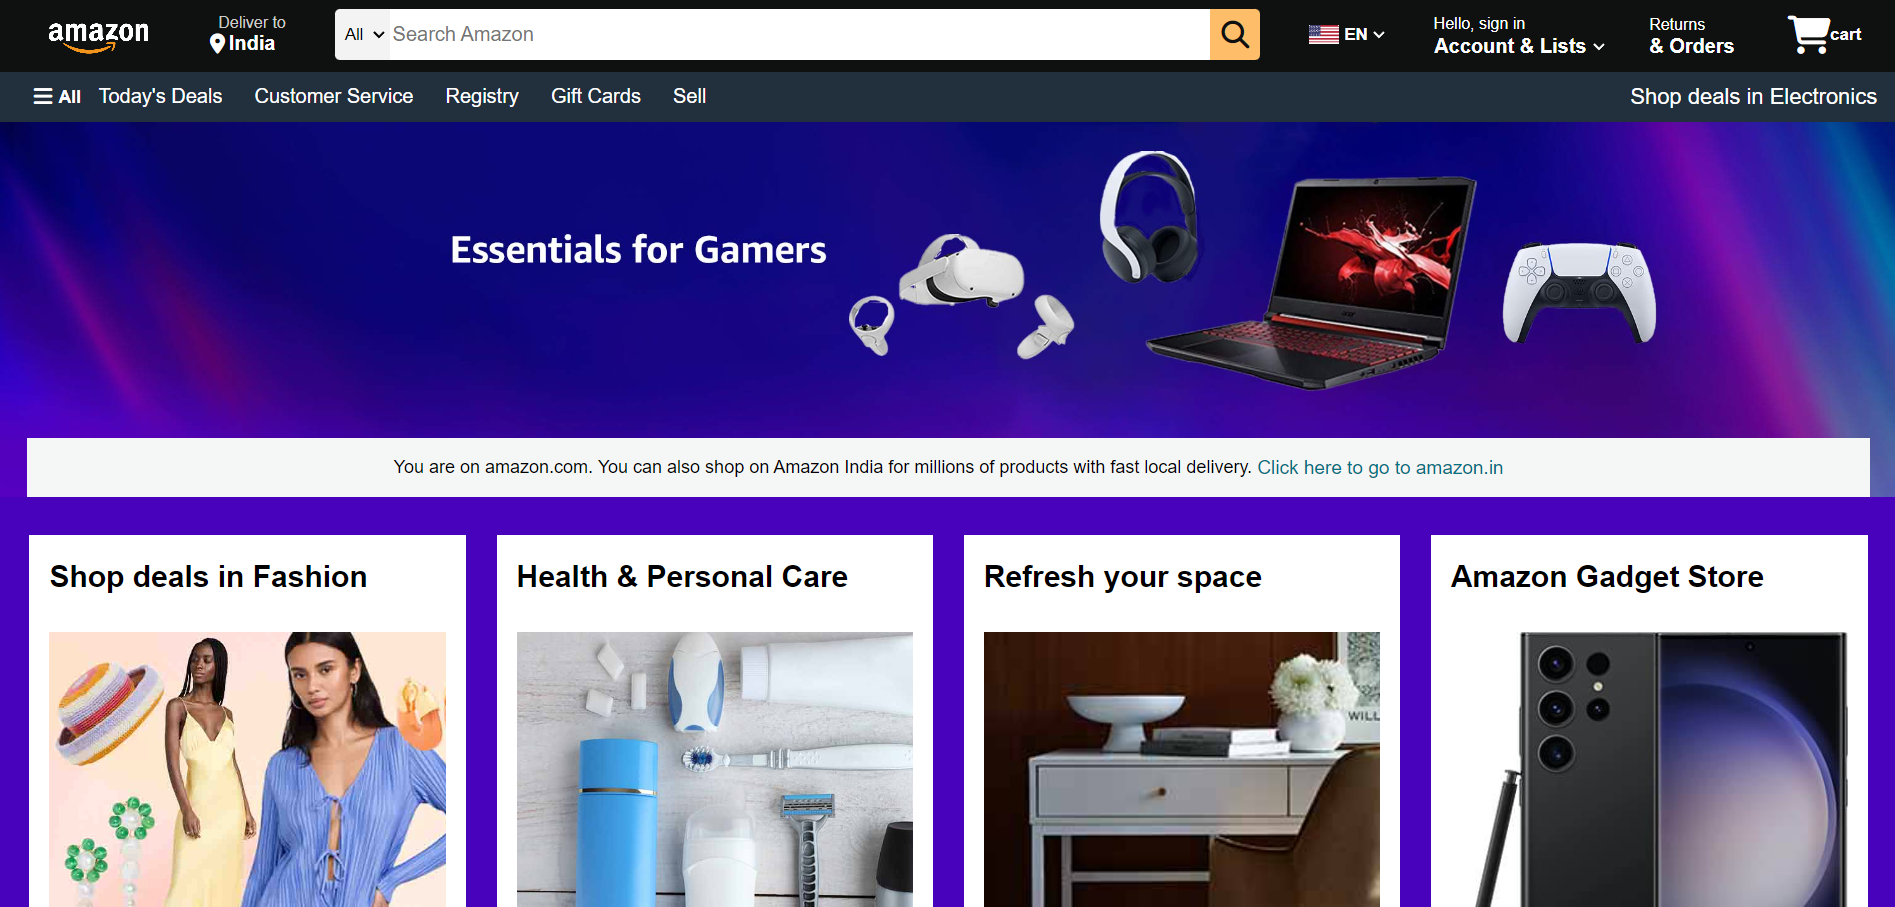 amazon
Deliver to
India
All
Search Amazon
EN
Hello, sign in
Account & Lists
Returns
& Orders
cart
All
Today's Deals
Customer Service
Registry
Gift Cards
Sell
Shop deals in Electronics
Essentials for Gamers
acer
You are on amazon.com. You can also shop on Amazon India for millions of products with fast local delivery. Click here to go to amazon.in
Shop deals in Fashion
Health & Personal Care
Refresh your space
Amazon Gadget Store
WILL